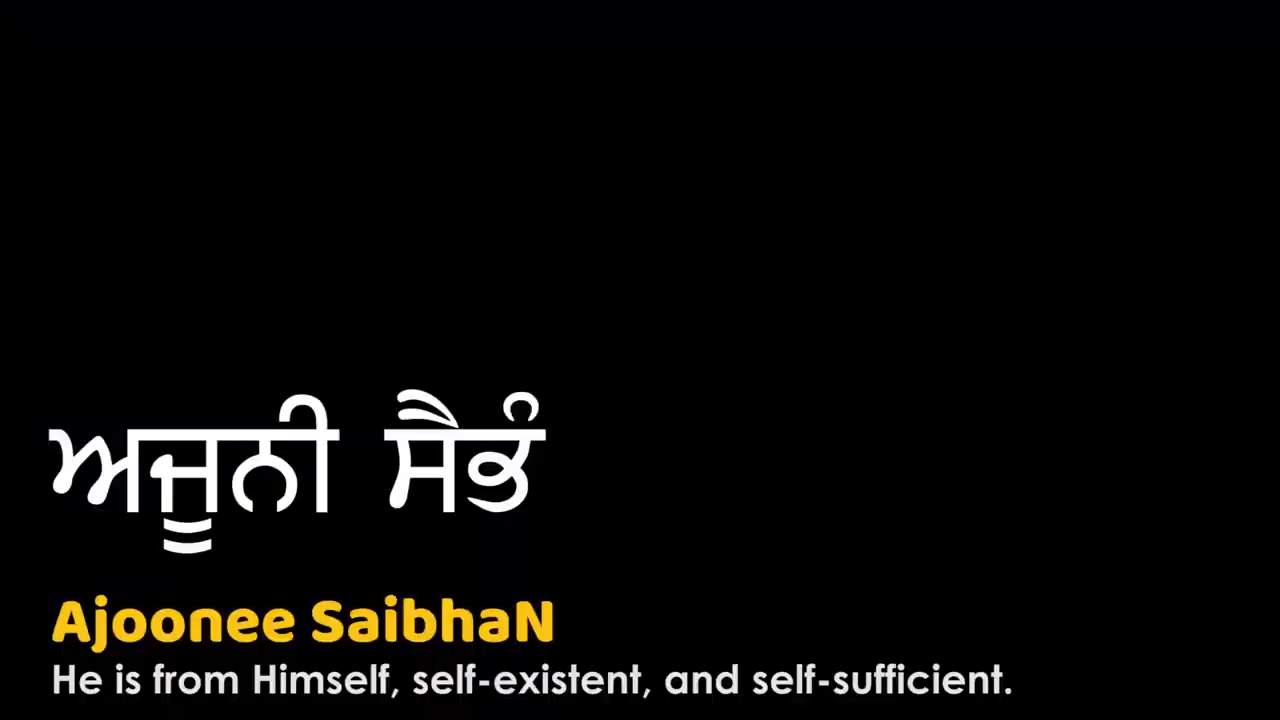 ਅਜੂਨੀ ਸੈਭੰ
Ajoonee SaibhaN
He is from Himself, self-existent, and self-sufficient.